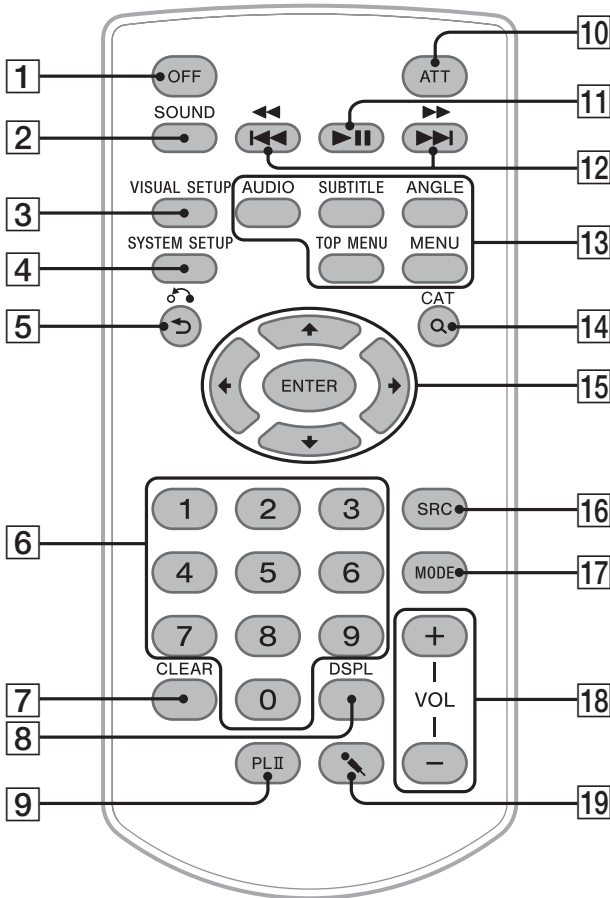 1 OFF ATT 10
2 SOUND 11
12
3 VISUAL SETUP AUDIO SUBTITLE ANGLE
13
4 SYSTEM SETUP TOP MENU MENU
5 CAT 14
ENTER 15
6 1 2 3 SRC 16
4 5 6 MODE 17
7 8 9 +
7 CLEAR 0 DSPL VOL 18
8
9 PLII − 19